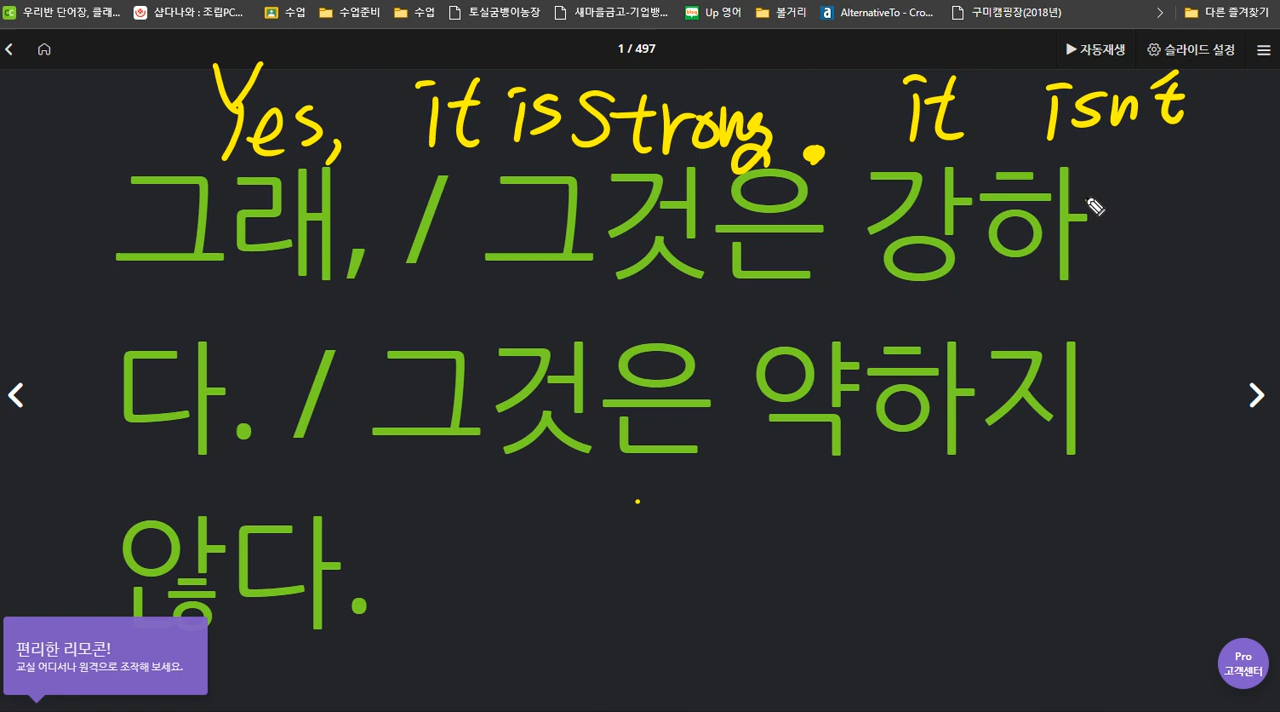 우리반 단어장, 클래... 샵다나와 : 조립PC... 수업 수업준비 수업 토실굼벵이농장 새마을금고-기업뱅... Up 영어 볼거리 AlternativeTo - Cro... 구미캠핑장(2018년) 다른 즐겨찾기
1 / 497 자동재생 슬라이드 설정
Yes, it is strong. it isn't
그래, / 그것은 강하
다. / 그것은 약하지
않다.
편리한 리모콘!
교실 어디서나 원격으로 조작해 보세요.
Pro
고객센터